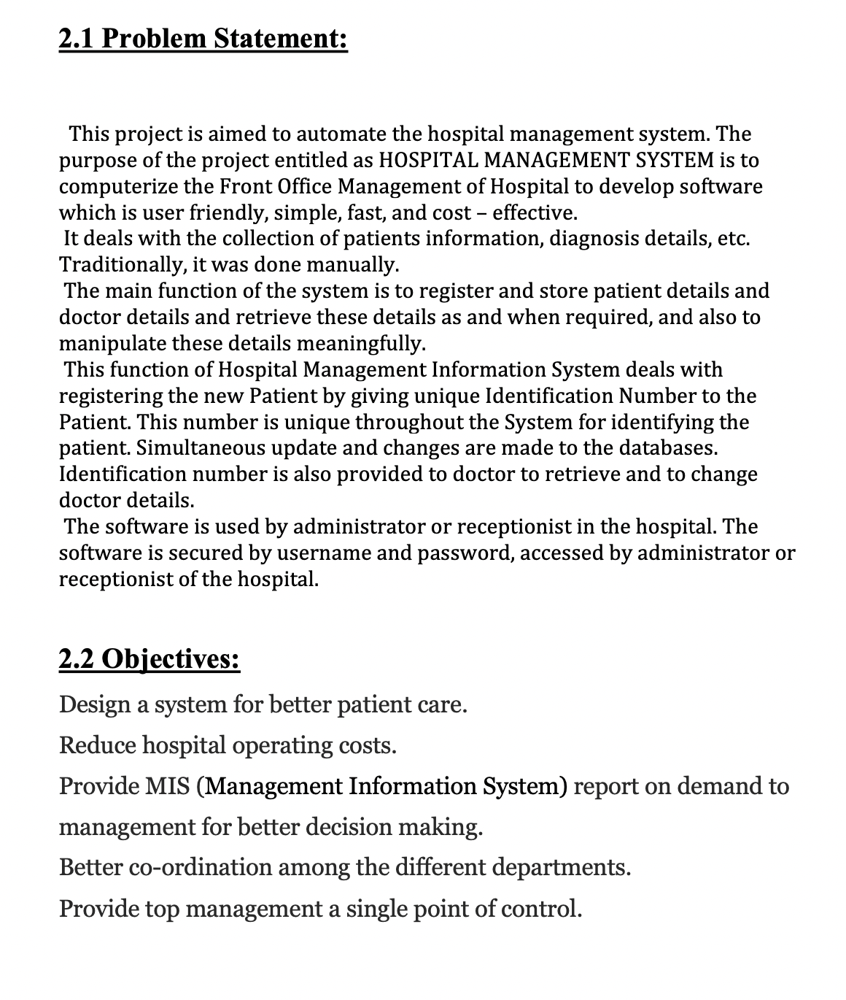 2.1 Problem Statement:
This project is aimed to automate the hospital management system. The
purpose of the project entitled as HOSPITAL MANAGEMENT SYSTEM is to
computerize the Front Office Management of Hospital to develop software
which is user friendly, simple, fast, and cost – effective.
It deals with the collection of patients information, diagnosis details, etc.
Traditionally, it was done manually.
The main function of the system is to register and store patient details and
doctor details and retrieve these details as and when required, and also to
manipulate these details meaningfully.
This function of Hospital Management Information System deals with
registering the new Patient by giving unique Identification Number to the
Patient. This number is unique throughout the System for identifying the
patient. Simultaneous update and changes are made to the databases.
Identification number is also provided to doctor to retrieve and to change
doctor details.
The software is used by administrator or receptionist in the hospital. The
software is secured by username and password, accessed by administrator or
receptionist of the hospital.
2.2 Objectives:
Design a system for better patient care.
Reduce hospital operating costs.
Provide MIS (Management Information System) report on demand to
management for better decision making.
Better co-ordination among the different departments.
Provide top management a single point of control.